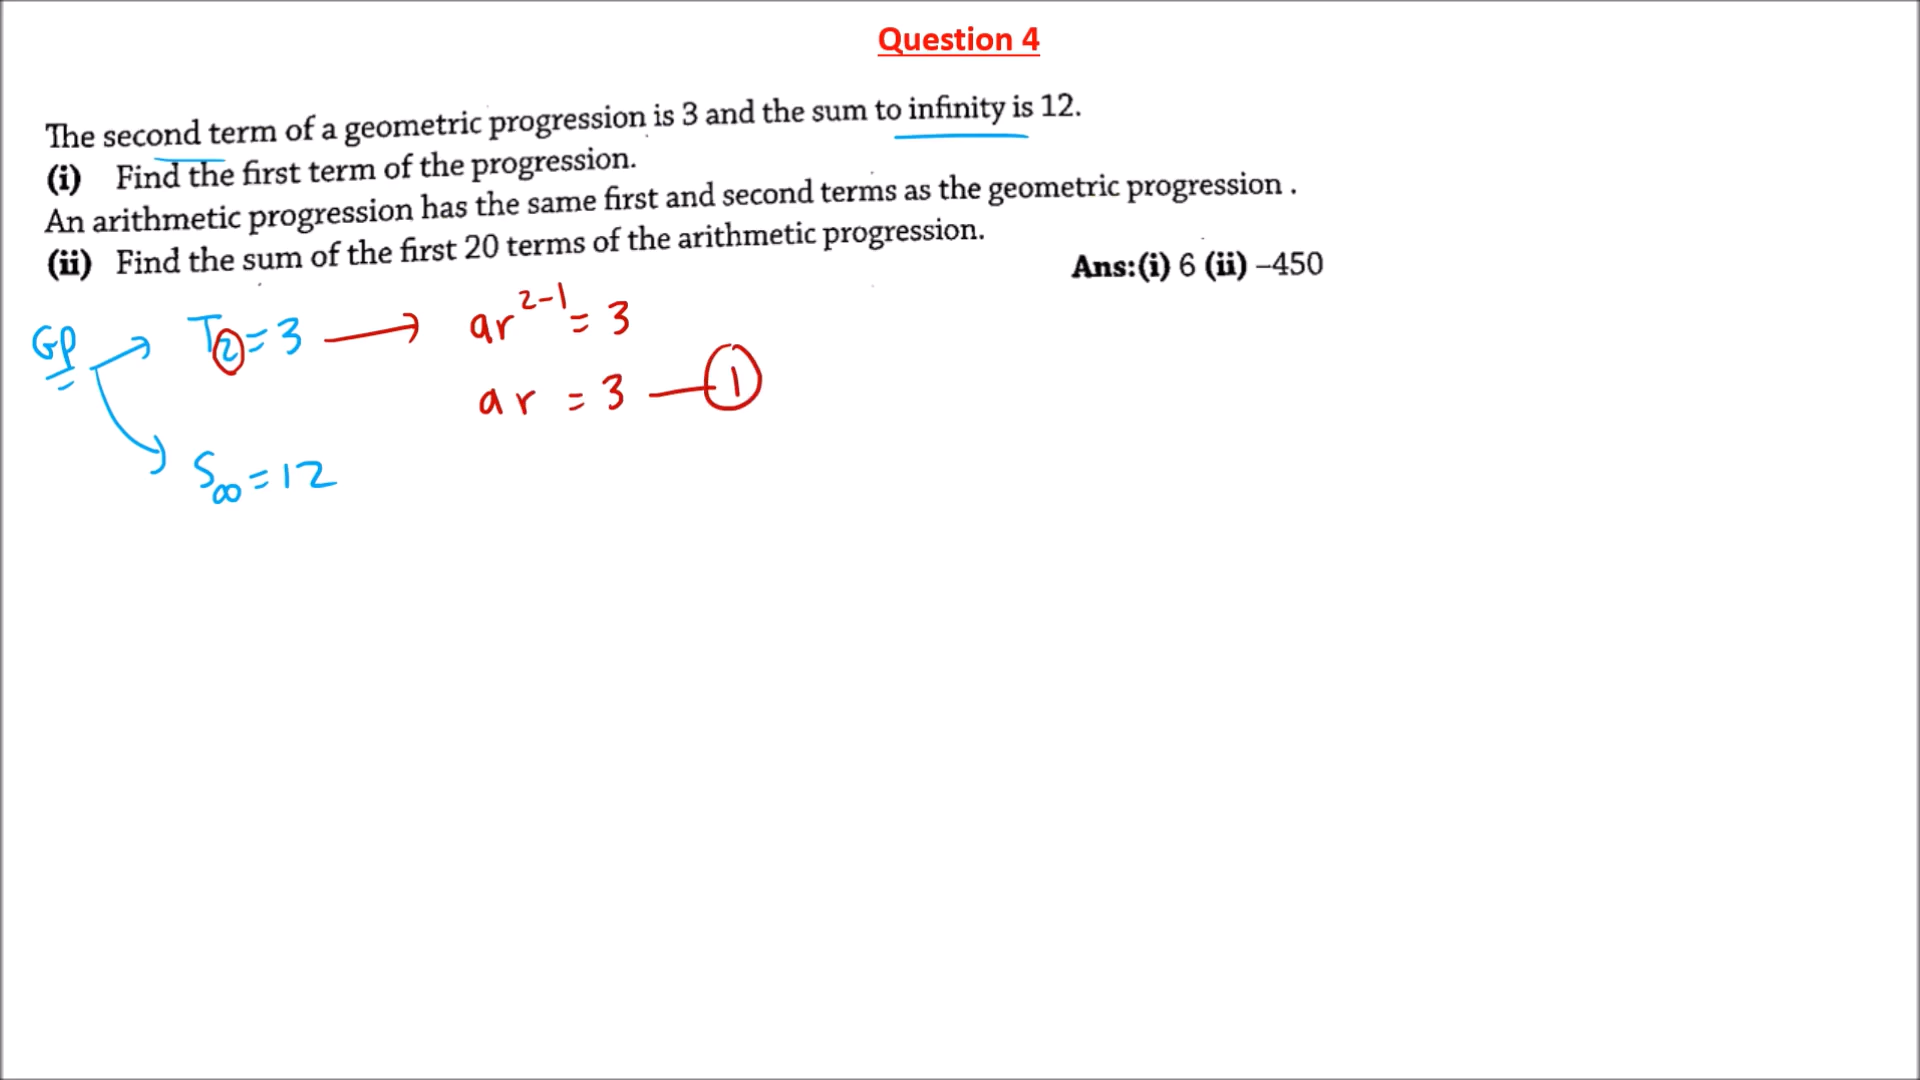 Question 4
The second term of a geometric progression is 3 and the sum to infinity is 12.
(i) Find the first term of the progression.
An arithmetic progression has the same first and second terms as the geometric progression .
(ii) Find the sum of the first 20 terms of the arithmetic progression.
Ans:(i) 6 (ii) –450
GP → T₂ = 3 → ar²⁻¹ = 3
ar = 3 — ①
S∞ = 12